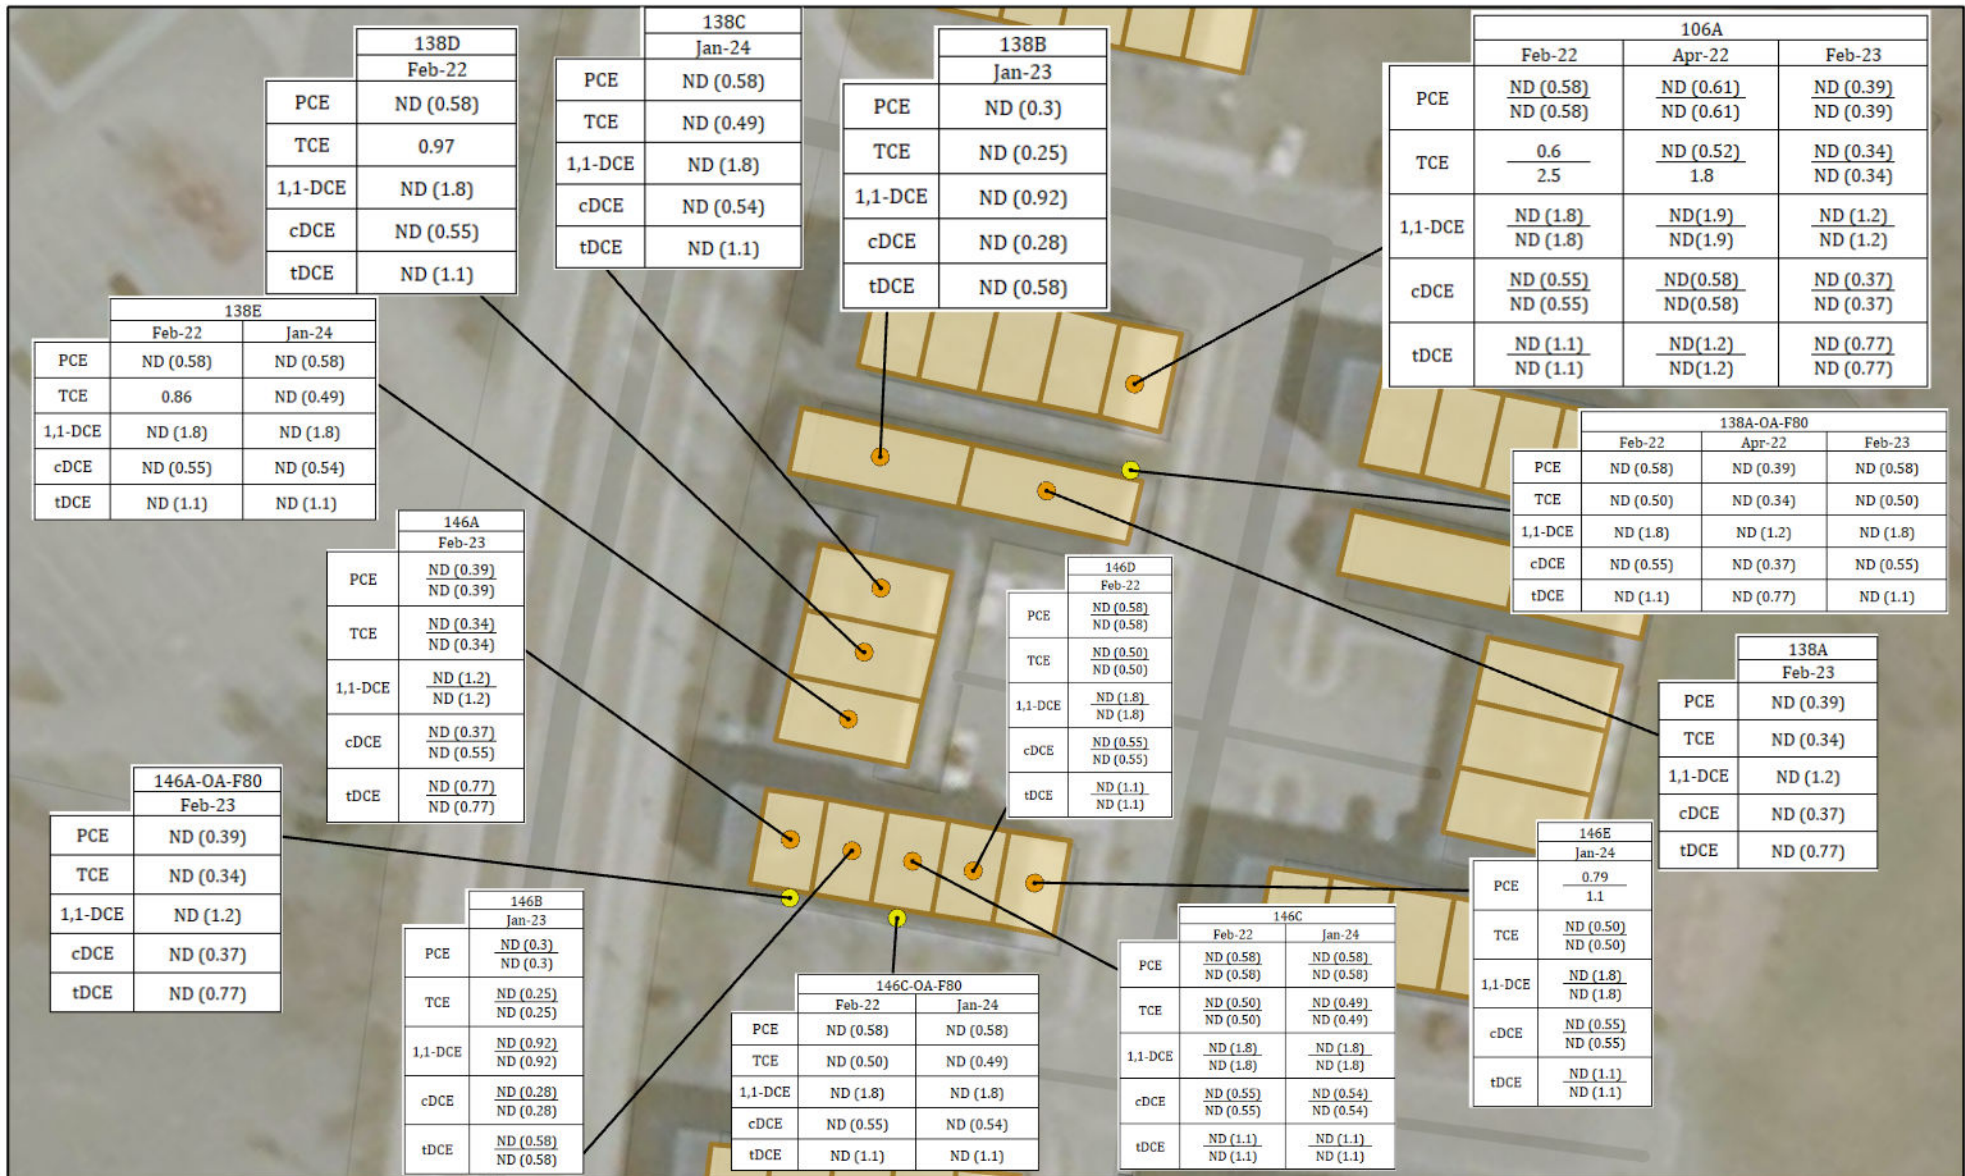 138D
Feb-22
PCE ND (0.58)
TCE 0.97
1,1-DCE ND (1.8)
cDCE ND (0.55)
tDCE ND (1.1)
138C
Jan-24
PCE ND (0.58)
TCE ND (0.49)
1,1-DCE ND (1.8)
cDCE ND (0.54)
tDCE ND (1.1)
138B
Jan-23
PCE ND (0.3)
TCE ND (0.25)
1,1-DCE ND (0.92)
cDCE ND (0.28)
tDCE ND (0.58)
106A
Feb-22 Apr-22 Feb-23
PCE ND (0.58) ND (0.61) ND (0.39)
ND (0.58) ND (0.61) ND (0.39)
TCE 0.6 ND (0.52) ND (0.34)
2.5 1.8 ND (0.34)
1,1-DCE ND (1.8) ND(1.9) ND (1.2)
ND (1.8) ND(1.9) ND (1.2)
cDCE ND (0.55) ND(0.58) ND (0.37)
ND (0.55) ND(0.58) ND (0.37)
tDCE ND (1.1) ND(1.2) ND (0.77)
ND (1.1) ND(1.2) ND (0.77)
138E
Feb-22 Jan-24
PCE ND (0.58) ND (0.58)
TCE 0.86 ND (0.49)
1,1-DCE ND (1.8) ND (1.8)
cDCE ND (0.55) ND (0.54)
tDCE ND (1.1) ND (1.1)
138A-OA-F80
Feb-22 Apr-22 Feb-23
PCE ND (0.58) ND (0.39) ND (0.58)
TCE ND (0.50) ND (0.34) ND (0.50)
1,1-DCE ND (1.8) ND (1.2) ND (1.8)
cDCE ND (0.55) ND (0.37) ND (0.55)
tDCE ND (1.1) ND (0.77) ND (1.1)
146A
Feb-23
PCE ND (0.39)
ND (0.39)
TCE ND (0.34)
ND (0.34)
1,1-DCE ND (1.2)
ND (1.2)
cDCE ND (0.37)
ND (0.55)
tDCE ND (0.77)
ND (0.77)
146D
Feb-22
PCE ND (0.58)
ND (0.58)
TCE ND (0.50)
ND (0.50)
1,1-DCE ND (1.8)
ND (1.8)
cDCE ND (0.55)
ND (0.55)
tDCE ND (1.1)
ND (1.1)
138A
Feb-23
PCE ND (0.39)
TCE ND (0.34)
1,1-DCE ND (1.2)
cDCE ND (0.37)
tDCE ND (0.77)
146A-OA-F80
Feb-23
PCE ND (0.39)
TCE ND (0.34)
1,1-DCE ND (1.2)
cDCE ND (0.37)
tDCE ND (0.77)
146B
Jan-23
PCE ND (0.3)
ND (0.3)
TCE ND (0.25)
ND (0.25)
1,1-DCE ND (0.92)
ND (0.92)
cDCE ND (0.28)
ND (0.28)
tDCE ND (0.58)
ND (0.58)
146C-OA-F80
Feb-22 Jan-24
PCE ND (0.58) ND (0.58)
TCE ND (0.50) ND (0.49)
1,1-DCE ND (1.8) ND (1.8)
cDCE ND (0.55) ND (0.54)
tDCE ND (1.1) ND (1.1)
146C
Feb-22 Jan-24
PCE ND (0.58) ND (0.58)
ND (0.58) ND (0.58)
TCE ND (0.50) ND (0.49)
ND (0.50) ND (0.49)
1,1-DCE ND (1.8) ND (1.8)
ND (1.8) ND (1.8)
cDCE ND (0.55) ND (0.54)
ND (0.55) ND (0.54)
tDCE ND (1.1) ND (1.1)
ND (1.1) ND (1.1)
146E
Jan-24
PCE 0.79
1.1
TCE ND (0.50)
ND (0.50)
1,1-DCE ND (1.8)
ND (1.8)
cDCE ND (0.55)
ND (0.55)
tDCE ND (1.1)
ND (1.1)